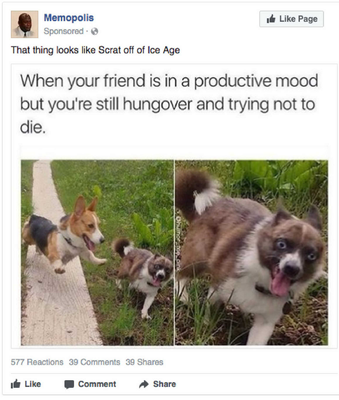 Memopolis
Sponsored ·
Like Page
That thing looks like Scrat off of Ice Age
When your friend is in a productive mood
but you're still hungover and trying not to
die.
577 Reactions 39 Comments 39 Shares
Like Comment Share